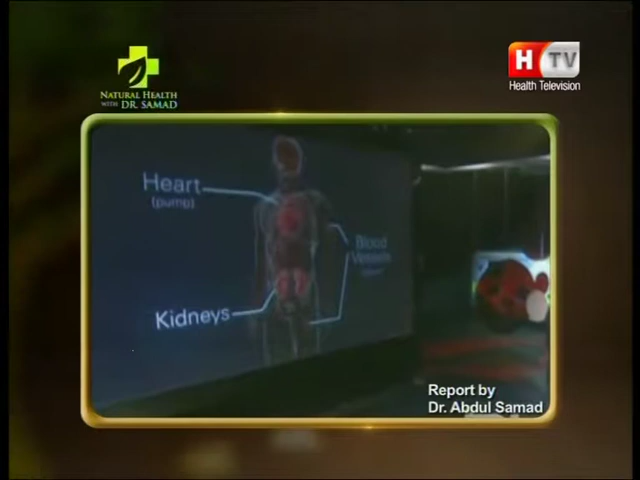 NATURAL HEALTH
WITH DR. SAMAD
H TV
Health Television
Heart
(pump)
Blood
Vessels
Kidneys
Report by
Dr. Abdul Samad